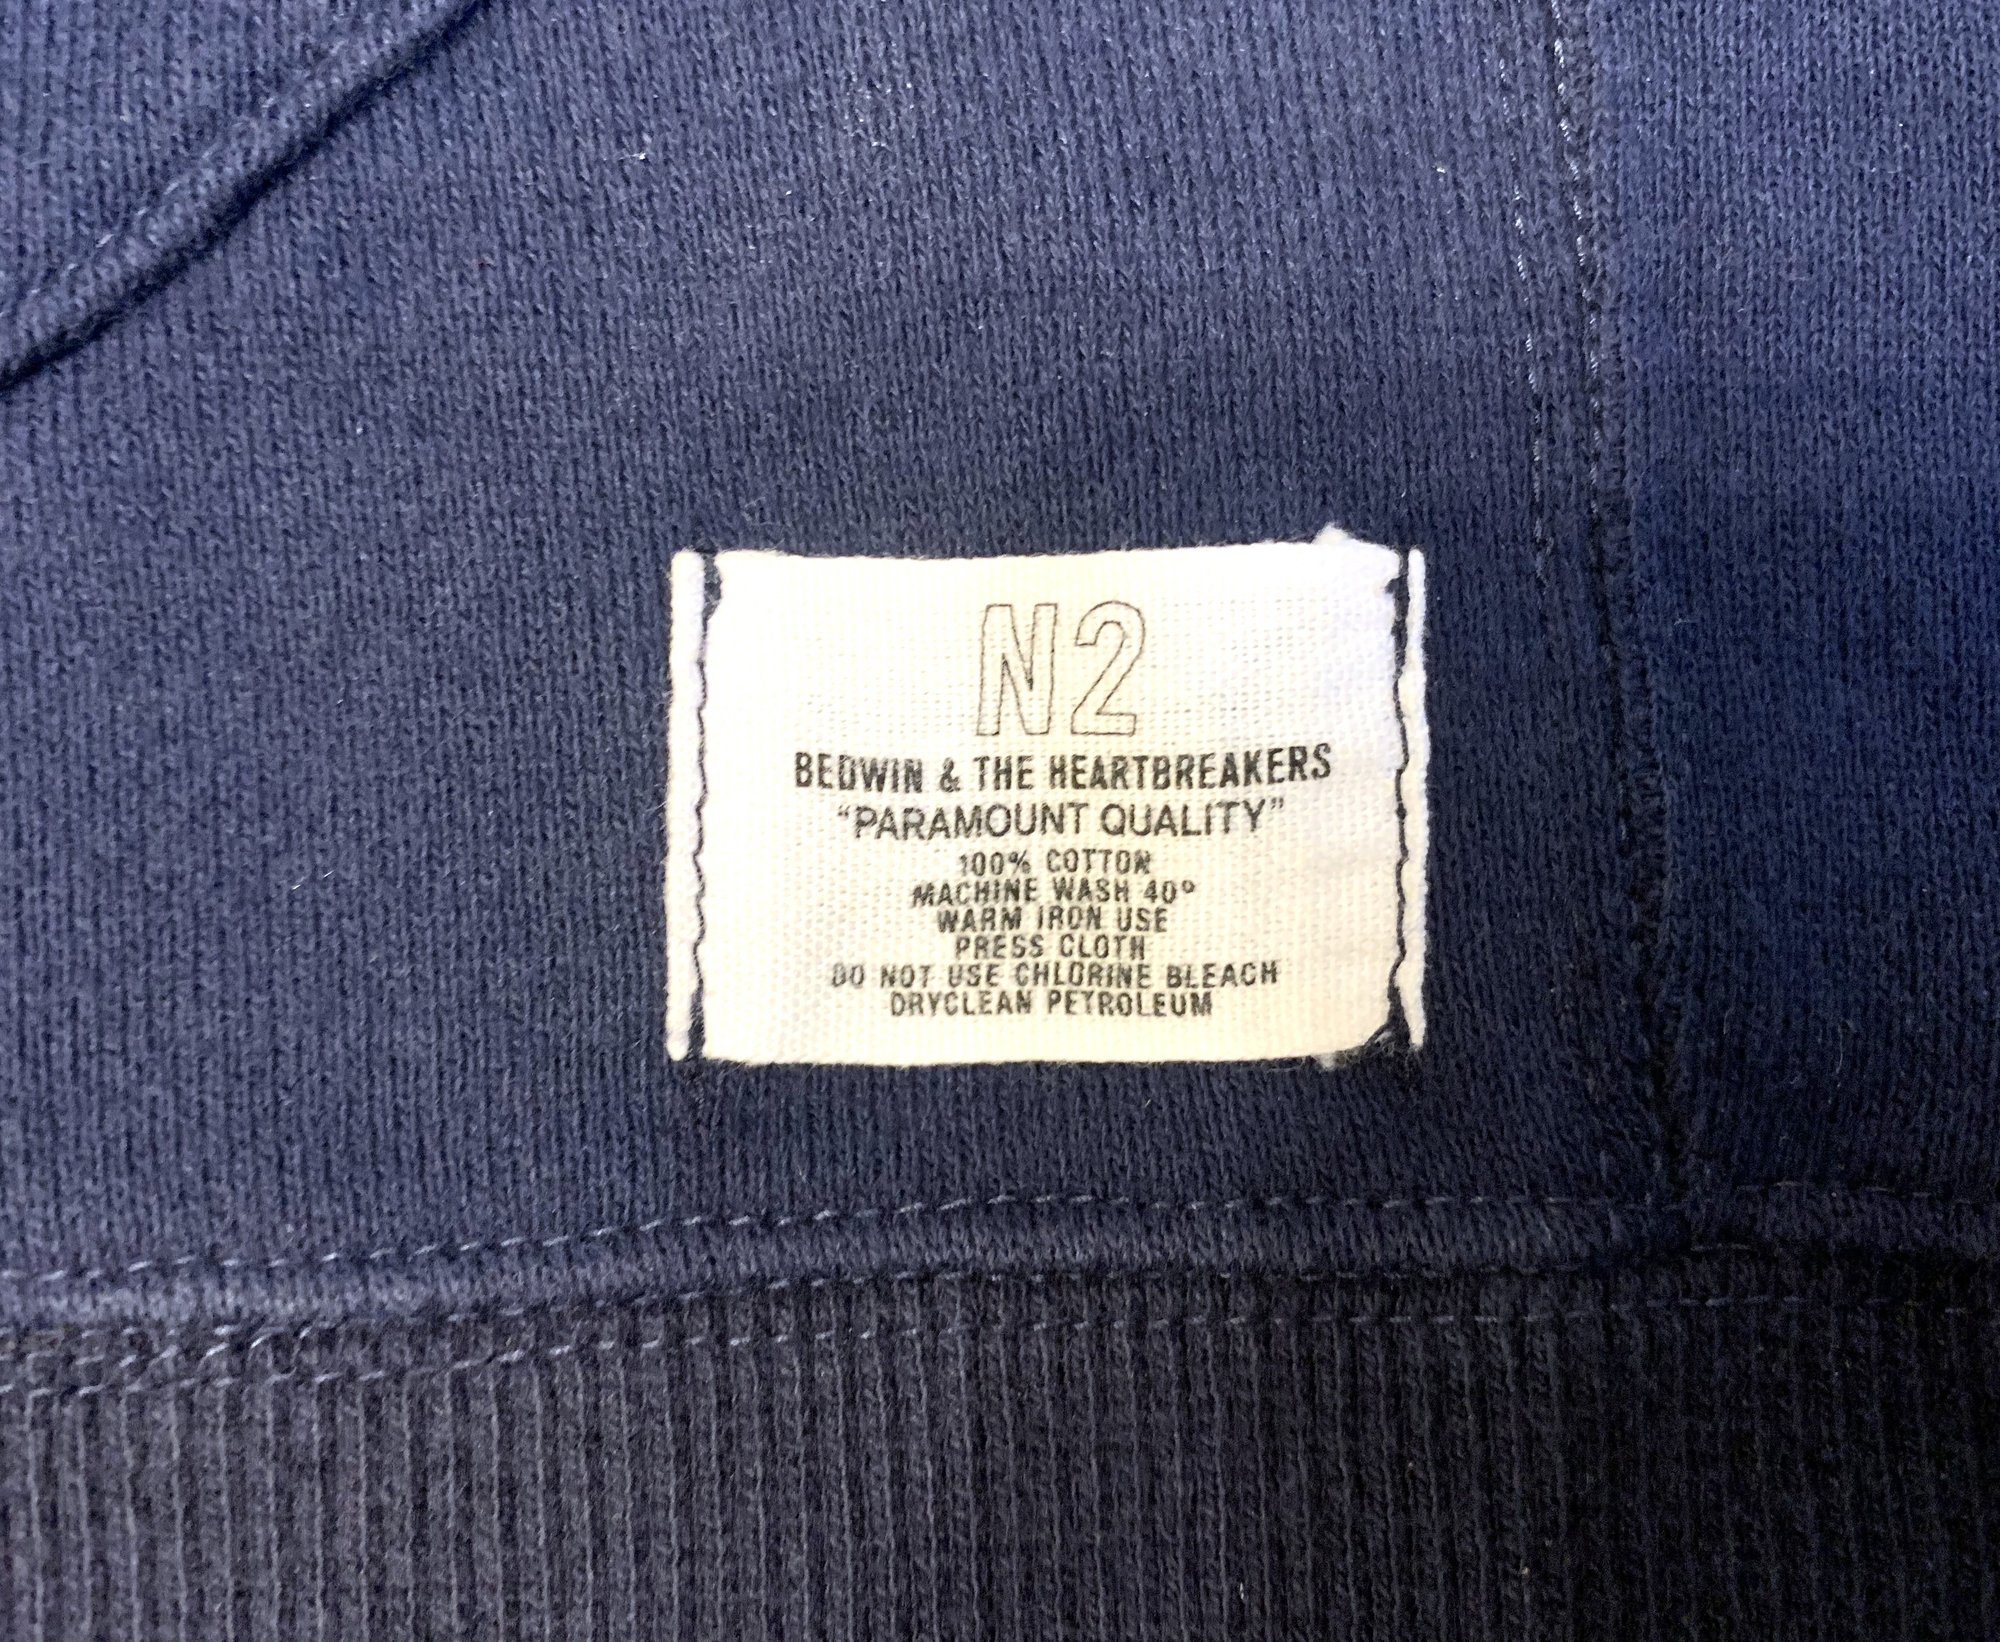 N2
BEDWIN & THE HEARTBREAKERS
“PARAMOUNT QUALITY”
100% COTTON
MACHINE WASH 40°
WARM IRON USE
PRESS CLOTH
DO NOT USE CHLORINE BLEACH
DRYCLEAN PETROLEUM